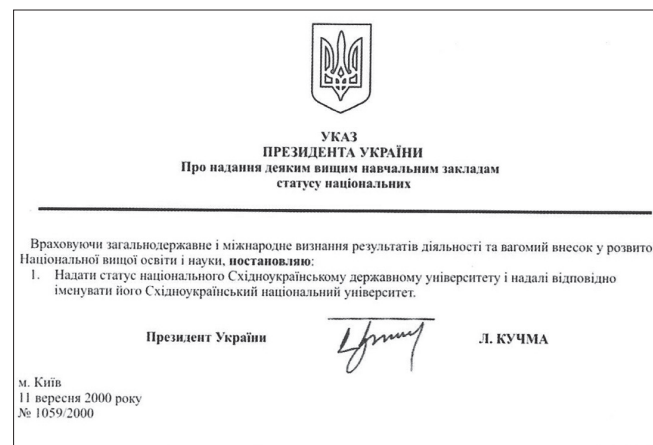 УКАЗ
ПРЕЗИДЕНТА УКРАЇНИ
Про надання деяким вищим навчальним закладам
статусу національних
Враховуючи загальнодержавне і міжнародне визнання результатів діяльності та вагомий внесок у розвито
Національної вищої освіти і науки, постановляю:
1. Надати статус національного Східноукраїнському державному університету і надалі відповідно
іменувати його Східноукраїнський національний університет.
Президент України Л. КУЧМА
м. Київ
11 вересня 2000 року
№ 1059/2000